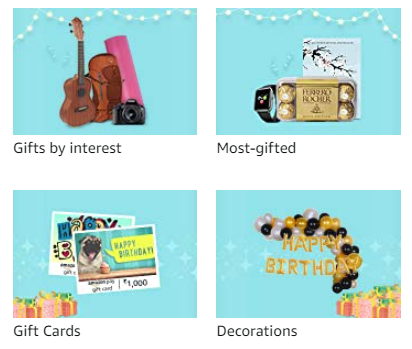 FERRERO
ROCHER
Gifts by interest
Most-gifted
HAPPY
BIRTHDAY!
amazon pay
gift card
₹1,000
HAPPY
BIRTHDAY
Gift Cards
Decorations